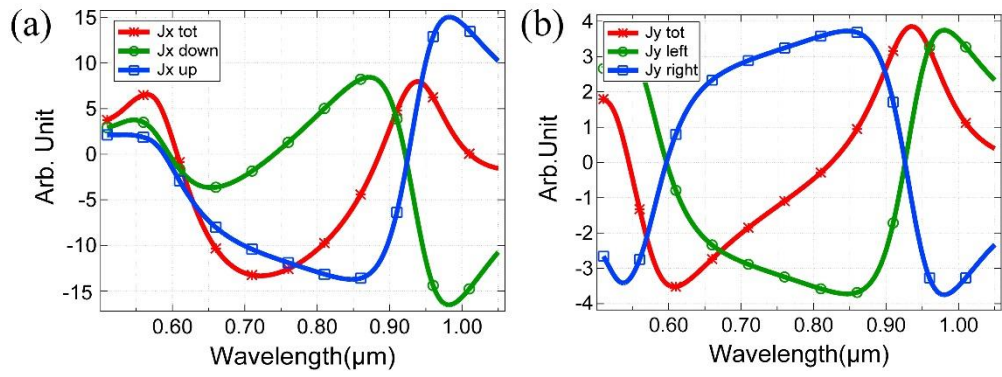 (a)
Jx tot
Jx down
Jx up
15
10
5
0
-5
-10
-15
Arb. Unit
0.60 0.70 0.80 0.90 1.00
Wavelength(μm)
(b)
Jy tot
Jy left
Jy right
4
3
2
1
0
-1
-2
-3
-4
Arb.Unit
0.60 0.70 0.80 0.90 1.00
Wavelength(μm)